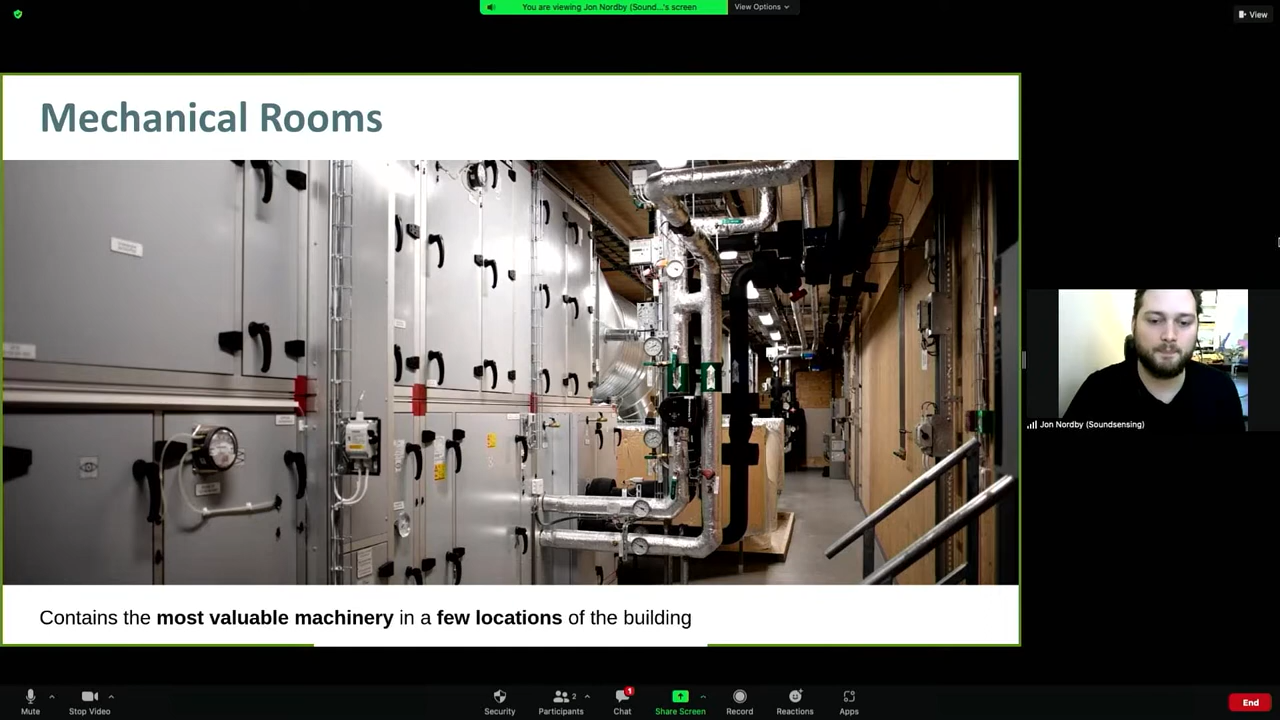 You are viewing Jon Nordby (Sound...'s screen
View Options
View
Mechanical Rooms
Jon Nordby (Soundsensing)
Contains the most valuable machinery in a few locations of the building
Mute
Stop Video
Security
Participants
2
Chat
1
Share Screen
Record
Reactions
Apps
End